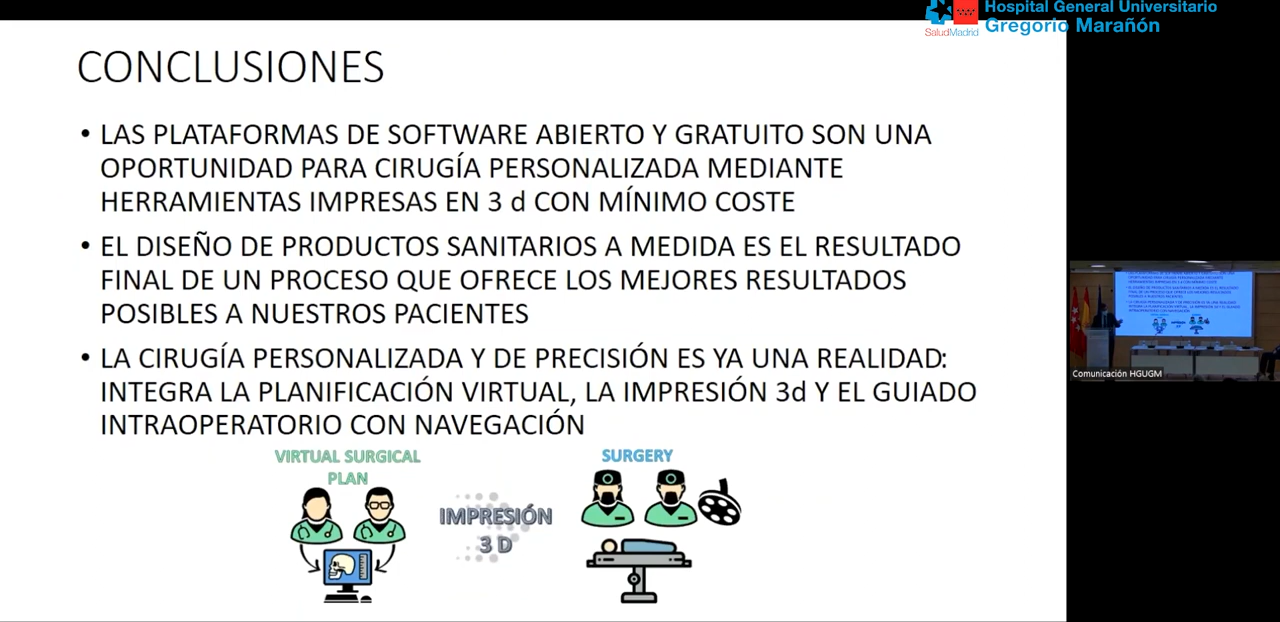 Hospital General Universitario
Gregorio Marañón
SaludMadrid
CONCLUSIONES
• LAS PLATAFORMAS DE SOFTWARE ABIERTO Y GRATUITO SON UNA
OPORTUNIDAD PARA CIRUGÍA PERSONALIZADA MEDIANTE
HERRAMIENTAS IMPRESAS EN 3 d CON MÍNIMO COSTE
• EL DISEÑO DE PRODUCTOS SANITARIOS A MEDIDA ES EL RESULTADO
FINAL DE UN PROCESO QUE OFRECE LOS MEJORES RESULTADOS
POSIBLES A NUESTROS PACIENTES
• LA CIRUGÍA PERSONALIZADA Y DE PRECISIÓN ES YA UNA REALIDAD:
INTEGRA LA PLANIFICACIÓN VIRTUAL, LA IMPRESIÓN 3d Y EL GUIADO
INTRAOPERATORIO CON NAVEGACIÓN
VIRTUAL SURGICAL
PLAN
IMPRESIÓN
3 D
SURGERY
Comunicación HGUGM